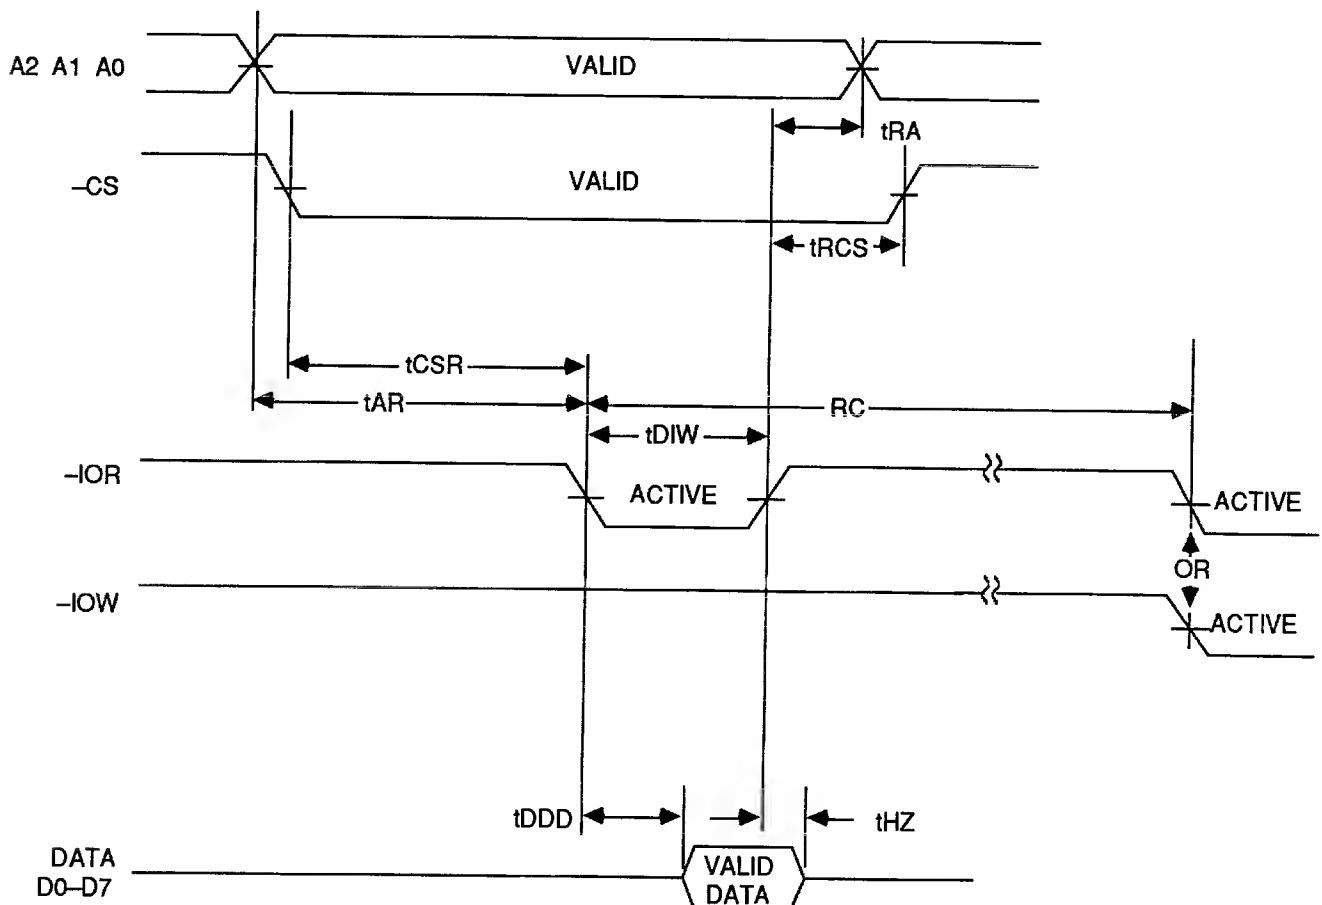 A2 A1 A0
VALID
tRA
–CS
VALID
tRCS
tCSR
tAR
RC
tDIW
–IOR
ACTIVE
ACTIVE
OR
–IOW
ACTIVE
tDDD
tHZ
DATA
D0–D7
VALID
DATA